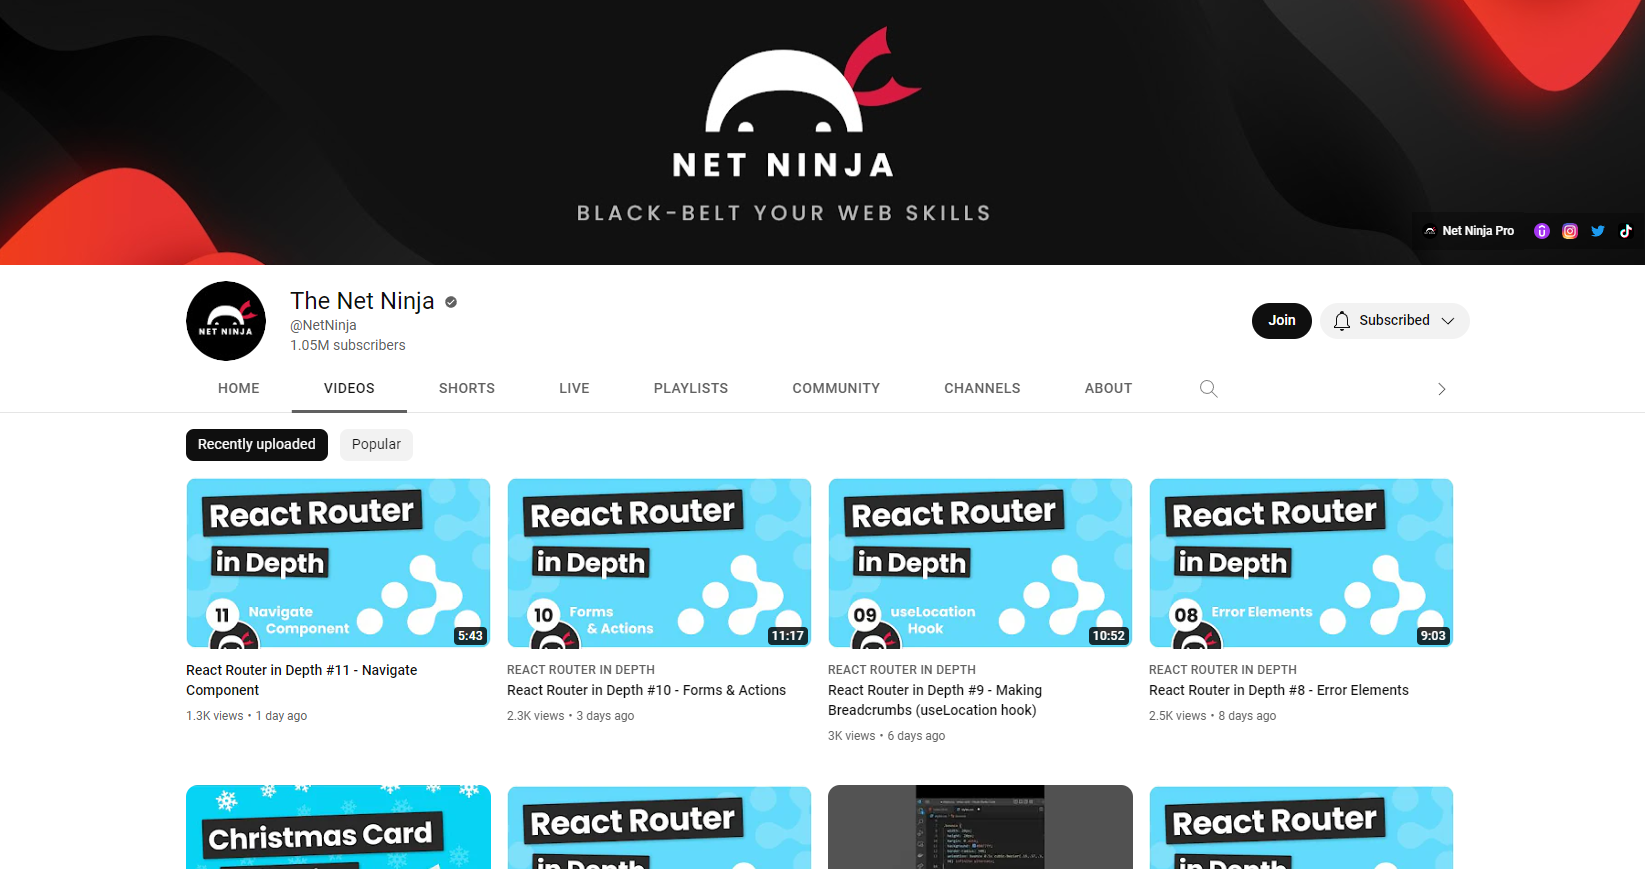 NET NINJA
BLACK-BELT YOUR WEB SKILLS
Net Ninja Pro
NET NINJA
The Net Ninja
@NetNinja
1.05M subscribers
Join
Subscribed
HOME VIDEOS SHORTS LIVE PLAYLISTS COMMUNITY CHANNELS ABOUT
Recently uploaded Popular
React Router
in Depth
11 Navigate
Component
5:43
React Router
in Depth
10 Forms
& Actions
11:17
React Router
in Depth
09 useLocation
Hook
10:52
React Router
in Depth
08 Error Elements
9:03
React Router in Depth #11 - Navigate
Component
1.3K views • 1 day ago
REACT ROUTER IN DEPTH
React Router in Depth #10 - Forms & Actions
2.3K views • 3 days ago
REACT ROUTER IN DEPTH
React Router in Depth #9 - Making
Breadcrumbs (useLocation hook)
3K views • 6 days ago
REACT ROUTER IN DEPTH
React Router in Depth #8 - Error Elements
2.5K views • 8 days ago
Christmas Card
React Router
in Depth
React Router
in Depth